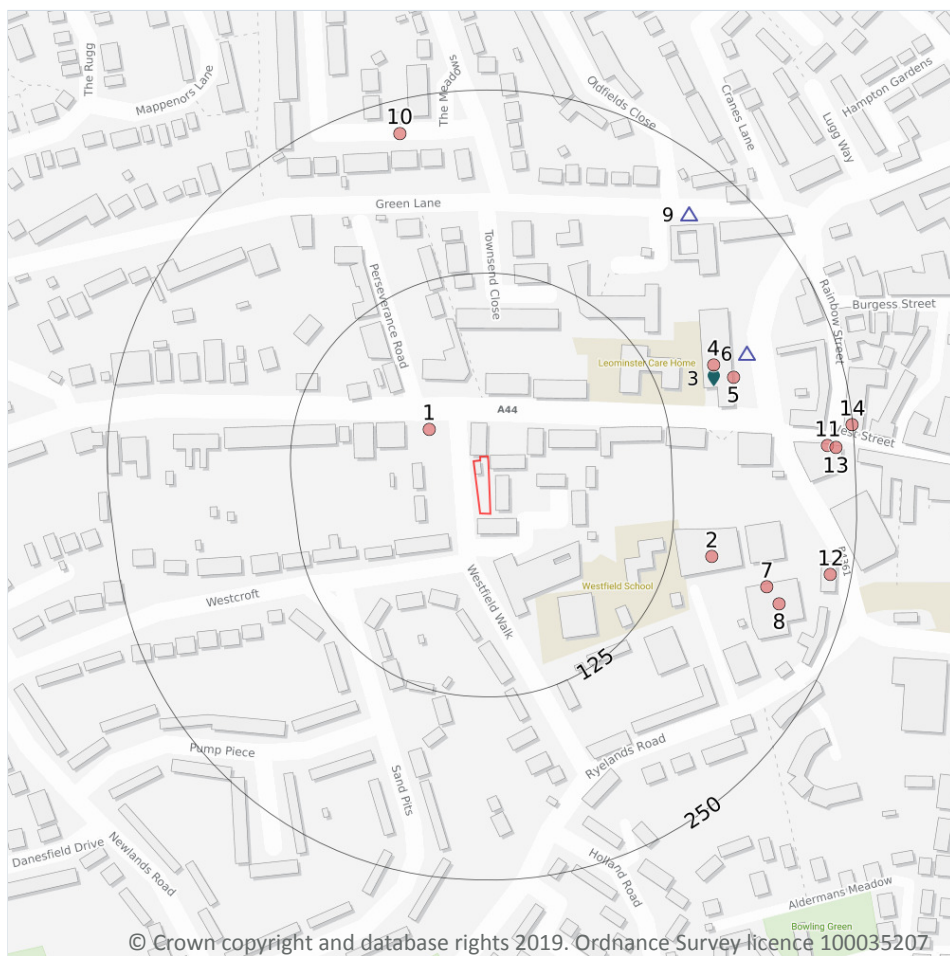 The Rugg
Mappenors Lane
The Meadows
Oldfields Close
Cranes Lane
Hampton Gardens
Lugg Way
10
Green Lane
9
Townsend Close
Perseverance Road
Rainbow Street
Burgess Street
Leominster Care Home
4
6
3
5
A44
1
14
West Street
11
13
2
12
B4361
7
8
Westfield School
Westcroft
Westfield Walk
125
Pump Piece
Sand Pits
Ryelands Road
250
Danesfield Drive
Newlands Road
Holland Road
Aldermans Meadow
Bowling Green
© Crown copyright and database rights 2019. Ordnance Survey licence 100035207